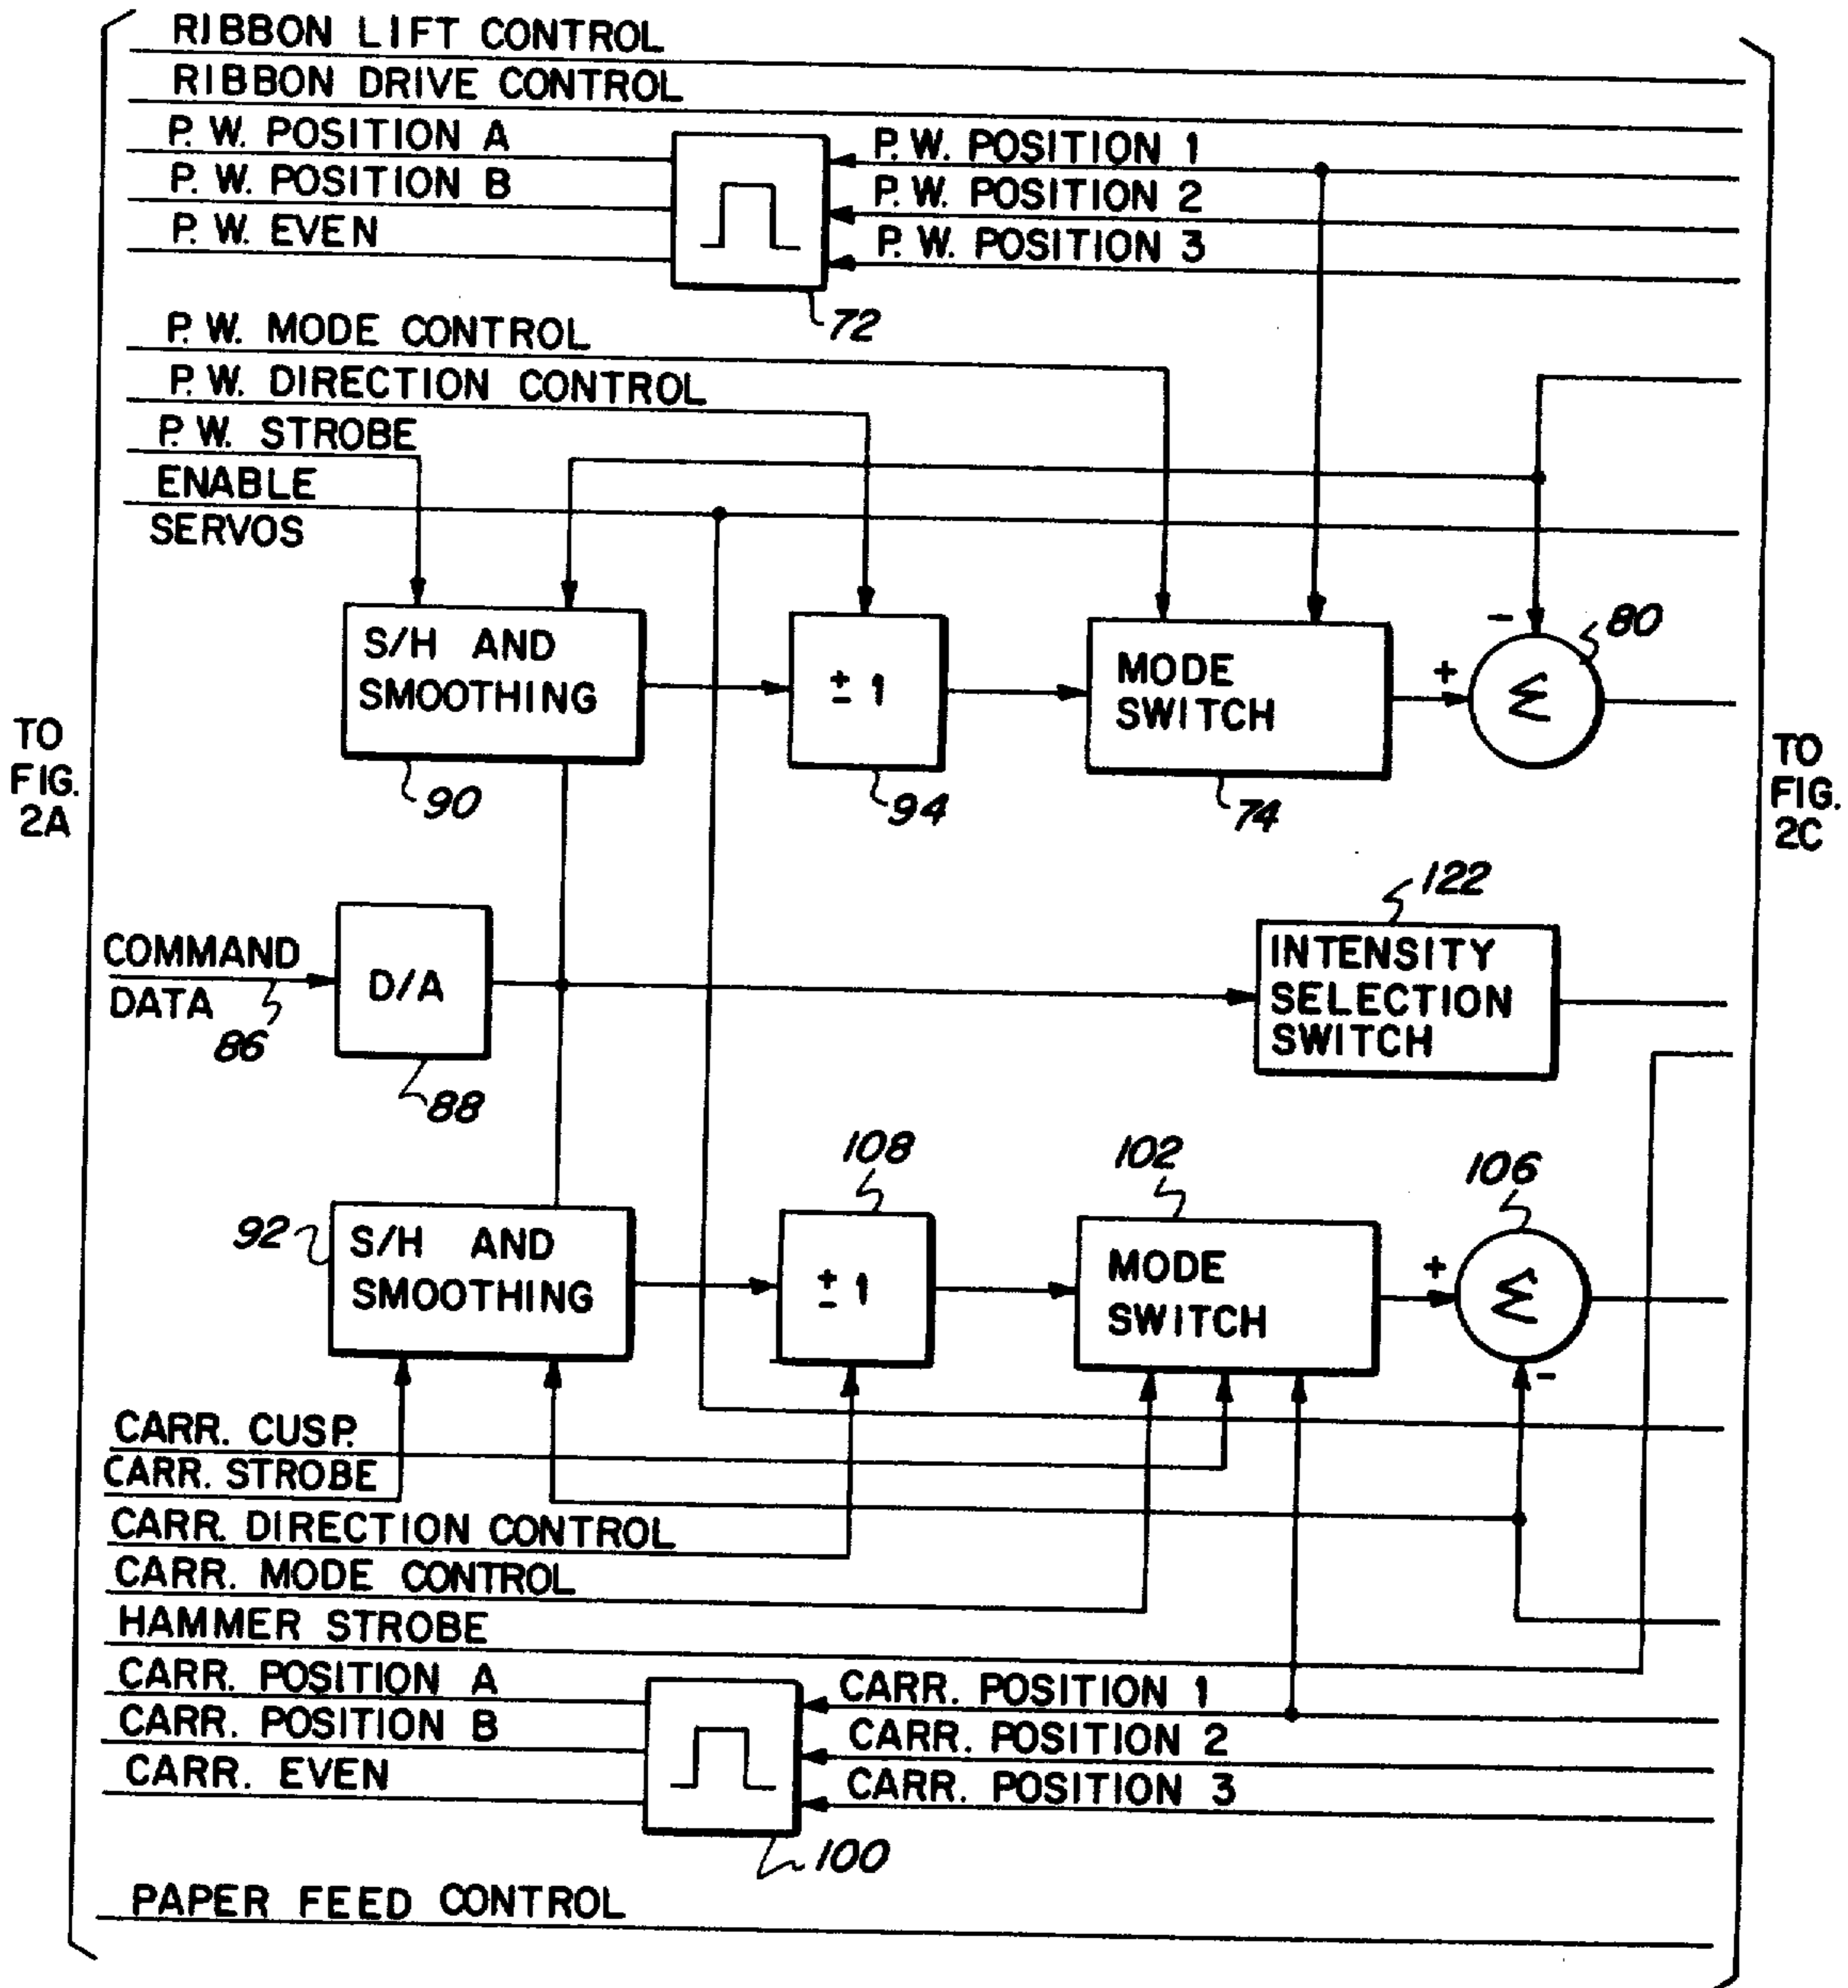 RIBBON LIFT CONTROL
RIBBON DRIVE CONTROL
P. W. POSITION A
P. W. POSITION 1
P. W. POSITION B
P. W. POSITION 2
P. W. EVEN
P. W. POSITION 3
72
P. W. MODE CONTROL
P. W. DIRECTION CONTROL
P. W. STROBE
ENABLE
SERVOS
S/H AND
SMOOTHING
90
± 1
94
MODE
SWITCH
74
-
+
Σ
80
TO
FIG.
2A
TO
FIG.
2C
COMMAND
DATA
86
D/A
88
122
INTENSITY
SELECTION
SWITCH
92
S/H AND
SMOOTHING
108
± 1
102
MODE
SWITCH
106
+
Σ
-
CARR. CUSP.
CARR. STROBE
CARR. DIRECTION CONTROL
CARR. MODE CONTROL
HAMMER STROBE
CARR. POSITION A
CARR. POSITION 1
CARR. POSITION B
CARR. POSITION 2
CARR. EVEN
CARR. POSITION 3
100
PAPER FEED CONTROL